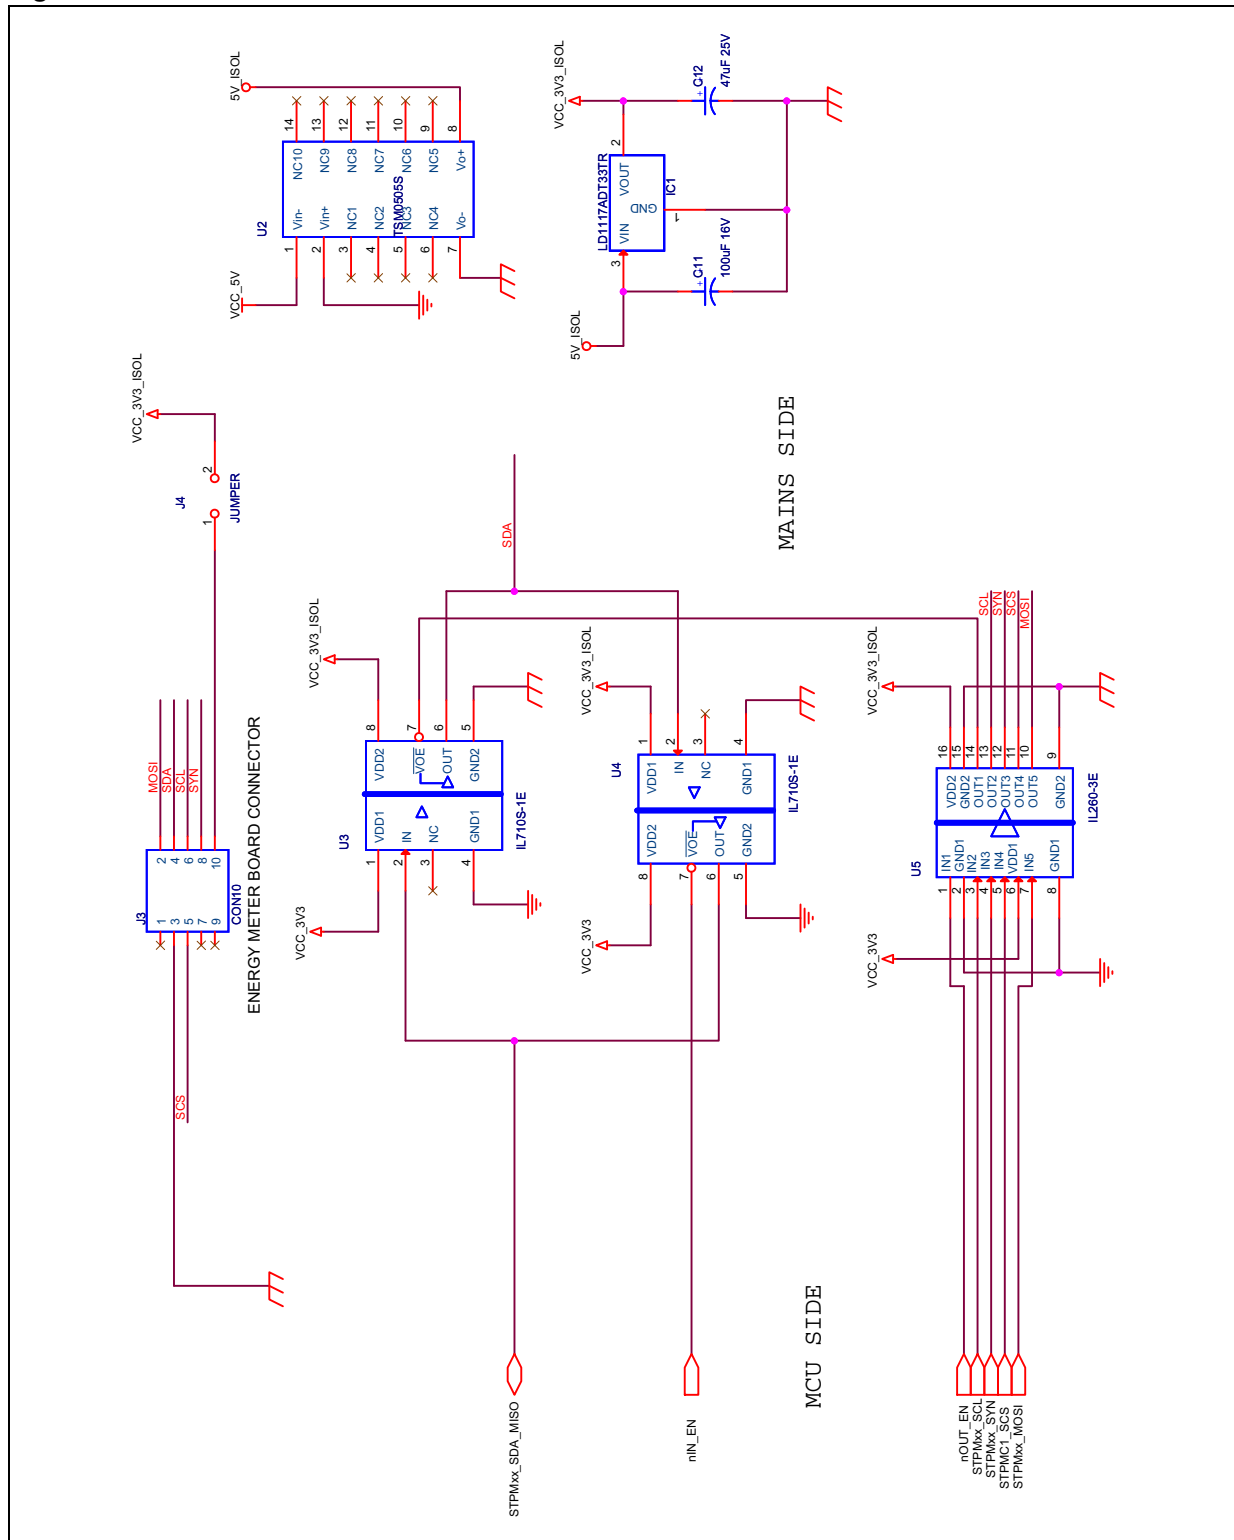 ENERGY METER BOARD CONNECTOR
J3
CON10
1
3
5
7
9
2
4
6
8
10
MOSI
SDA
SCL
SYN
SCS
J4
JUMPER
1
2
VCC_3V3_ISOL
U2
TSM0505S
VCC_5V
5V_ISOL
1
2
3
4
5
6
7
Vin-
Vin+
NC1
NC2
NC3
NC4
Vo-
NC10
NC9
NC8
NC7
NC6
NC5
Vo+
14
13
12
11
10
9
8
U3
IL710S-1E
VCC_3V3
VCC_3V3_ISOL
1
2
3
4
VDD1
IN
NC
GND1
VDD2
VOE
OUT
GND2
8
7
6
5
SDA
LD1117ADT33TR
IC1
5V_ISOL
VCC_3V3_ISOL
3
VIN
VOUT
2
GND
1
C11
100uF 16V
+
C12
47uF 25V
+
U4
IL710S-1E
VCC_3V3
VCC_3V3_ISOL
8
7
6
5
VDD2
VOE
OUT
GND2
VDD1
IN
NC
GND1
1
2
3
4
MCU SIDE
MAINS SIDE
U5
IL260-3E
VCC_3V3
VCC_3V3_ISOL
1
2
3
4
5
6
7
8
IN1
GND1
IN2
IN3
IN4
VDD1
IN5
GND1
VDD2
GND2
OUT1
OUT2
OUT3
OUT4
OUT5
GND2
16
15
14
13
12
11
10
9
SCL
SYN
SCS
MOSI
STPMxx_SDA_MISO
nIN_EN
nOUT_EN
STPMxx_SCL
STPMxx_SYN
STPMC1_SCS
STPMxx_MOSI